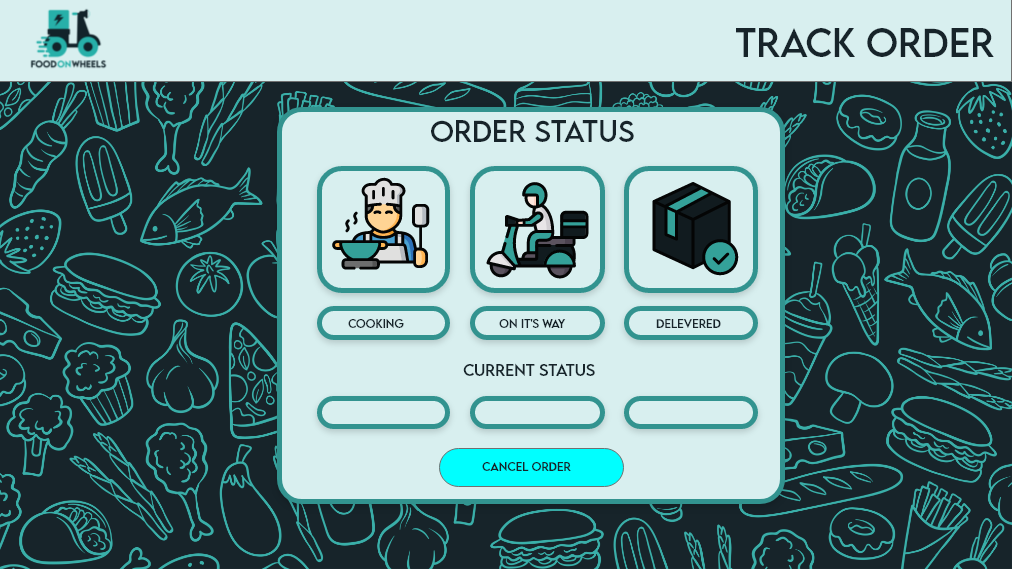 FOODONWHEELS
TRACK ORDER
ORDER STATUS
COOKING
ON IT'S WAY
DELEVERED
CURRENT STATUS
CANCEL ORDER